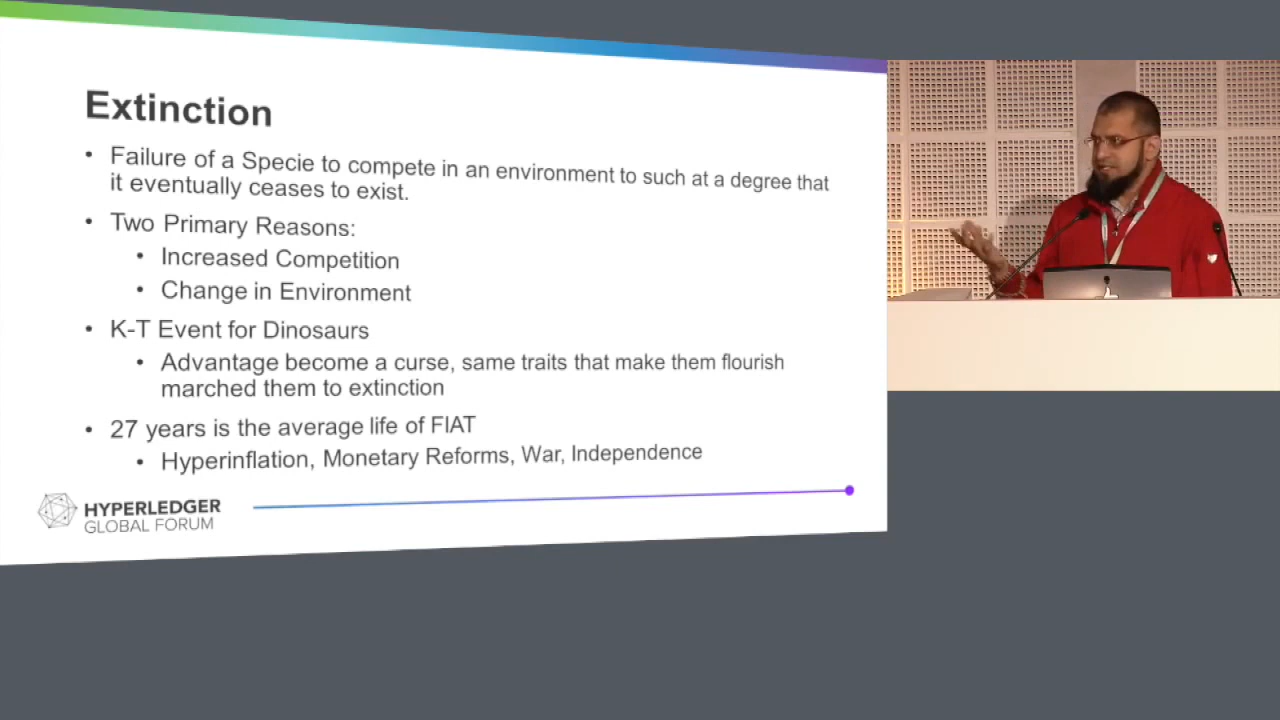 Extinction
• Failure of a Specie to compete in an environment to such at a degree that
it eventually ceases to exist.
• Two Primary Reasons:
• Increased Competition
• Change in Environment
• K-T Event for Dinosaurs
• Advantage become a curse, same traits that make them flourish
marched them to extinction
• 27 years is the average life of FIAT
• Hyperinflation, Monetary Reforms, War, Independence
HYPERLEDGER
GLOBAL FORUM